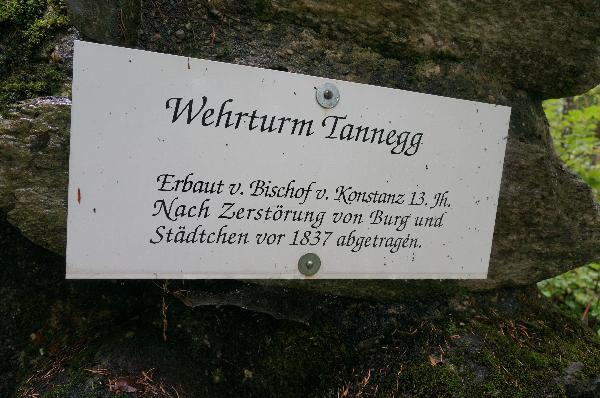 Wehrturm Tannegg
Erbaut v. Bischof v. Konstanz 13. Jh.
Nach Zerstörung von Burg und
Städtchen vor 1837 abgetragen.